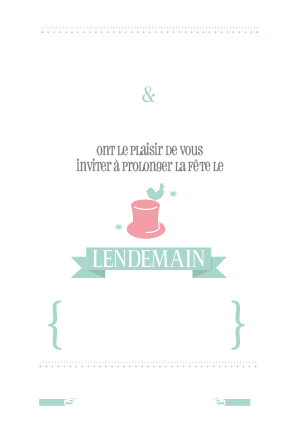 &
ont le plaisir de vous
inviter à prolonger la fête le
LENDEMAIN
{ }